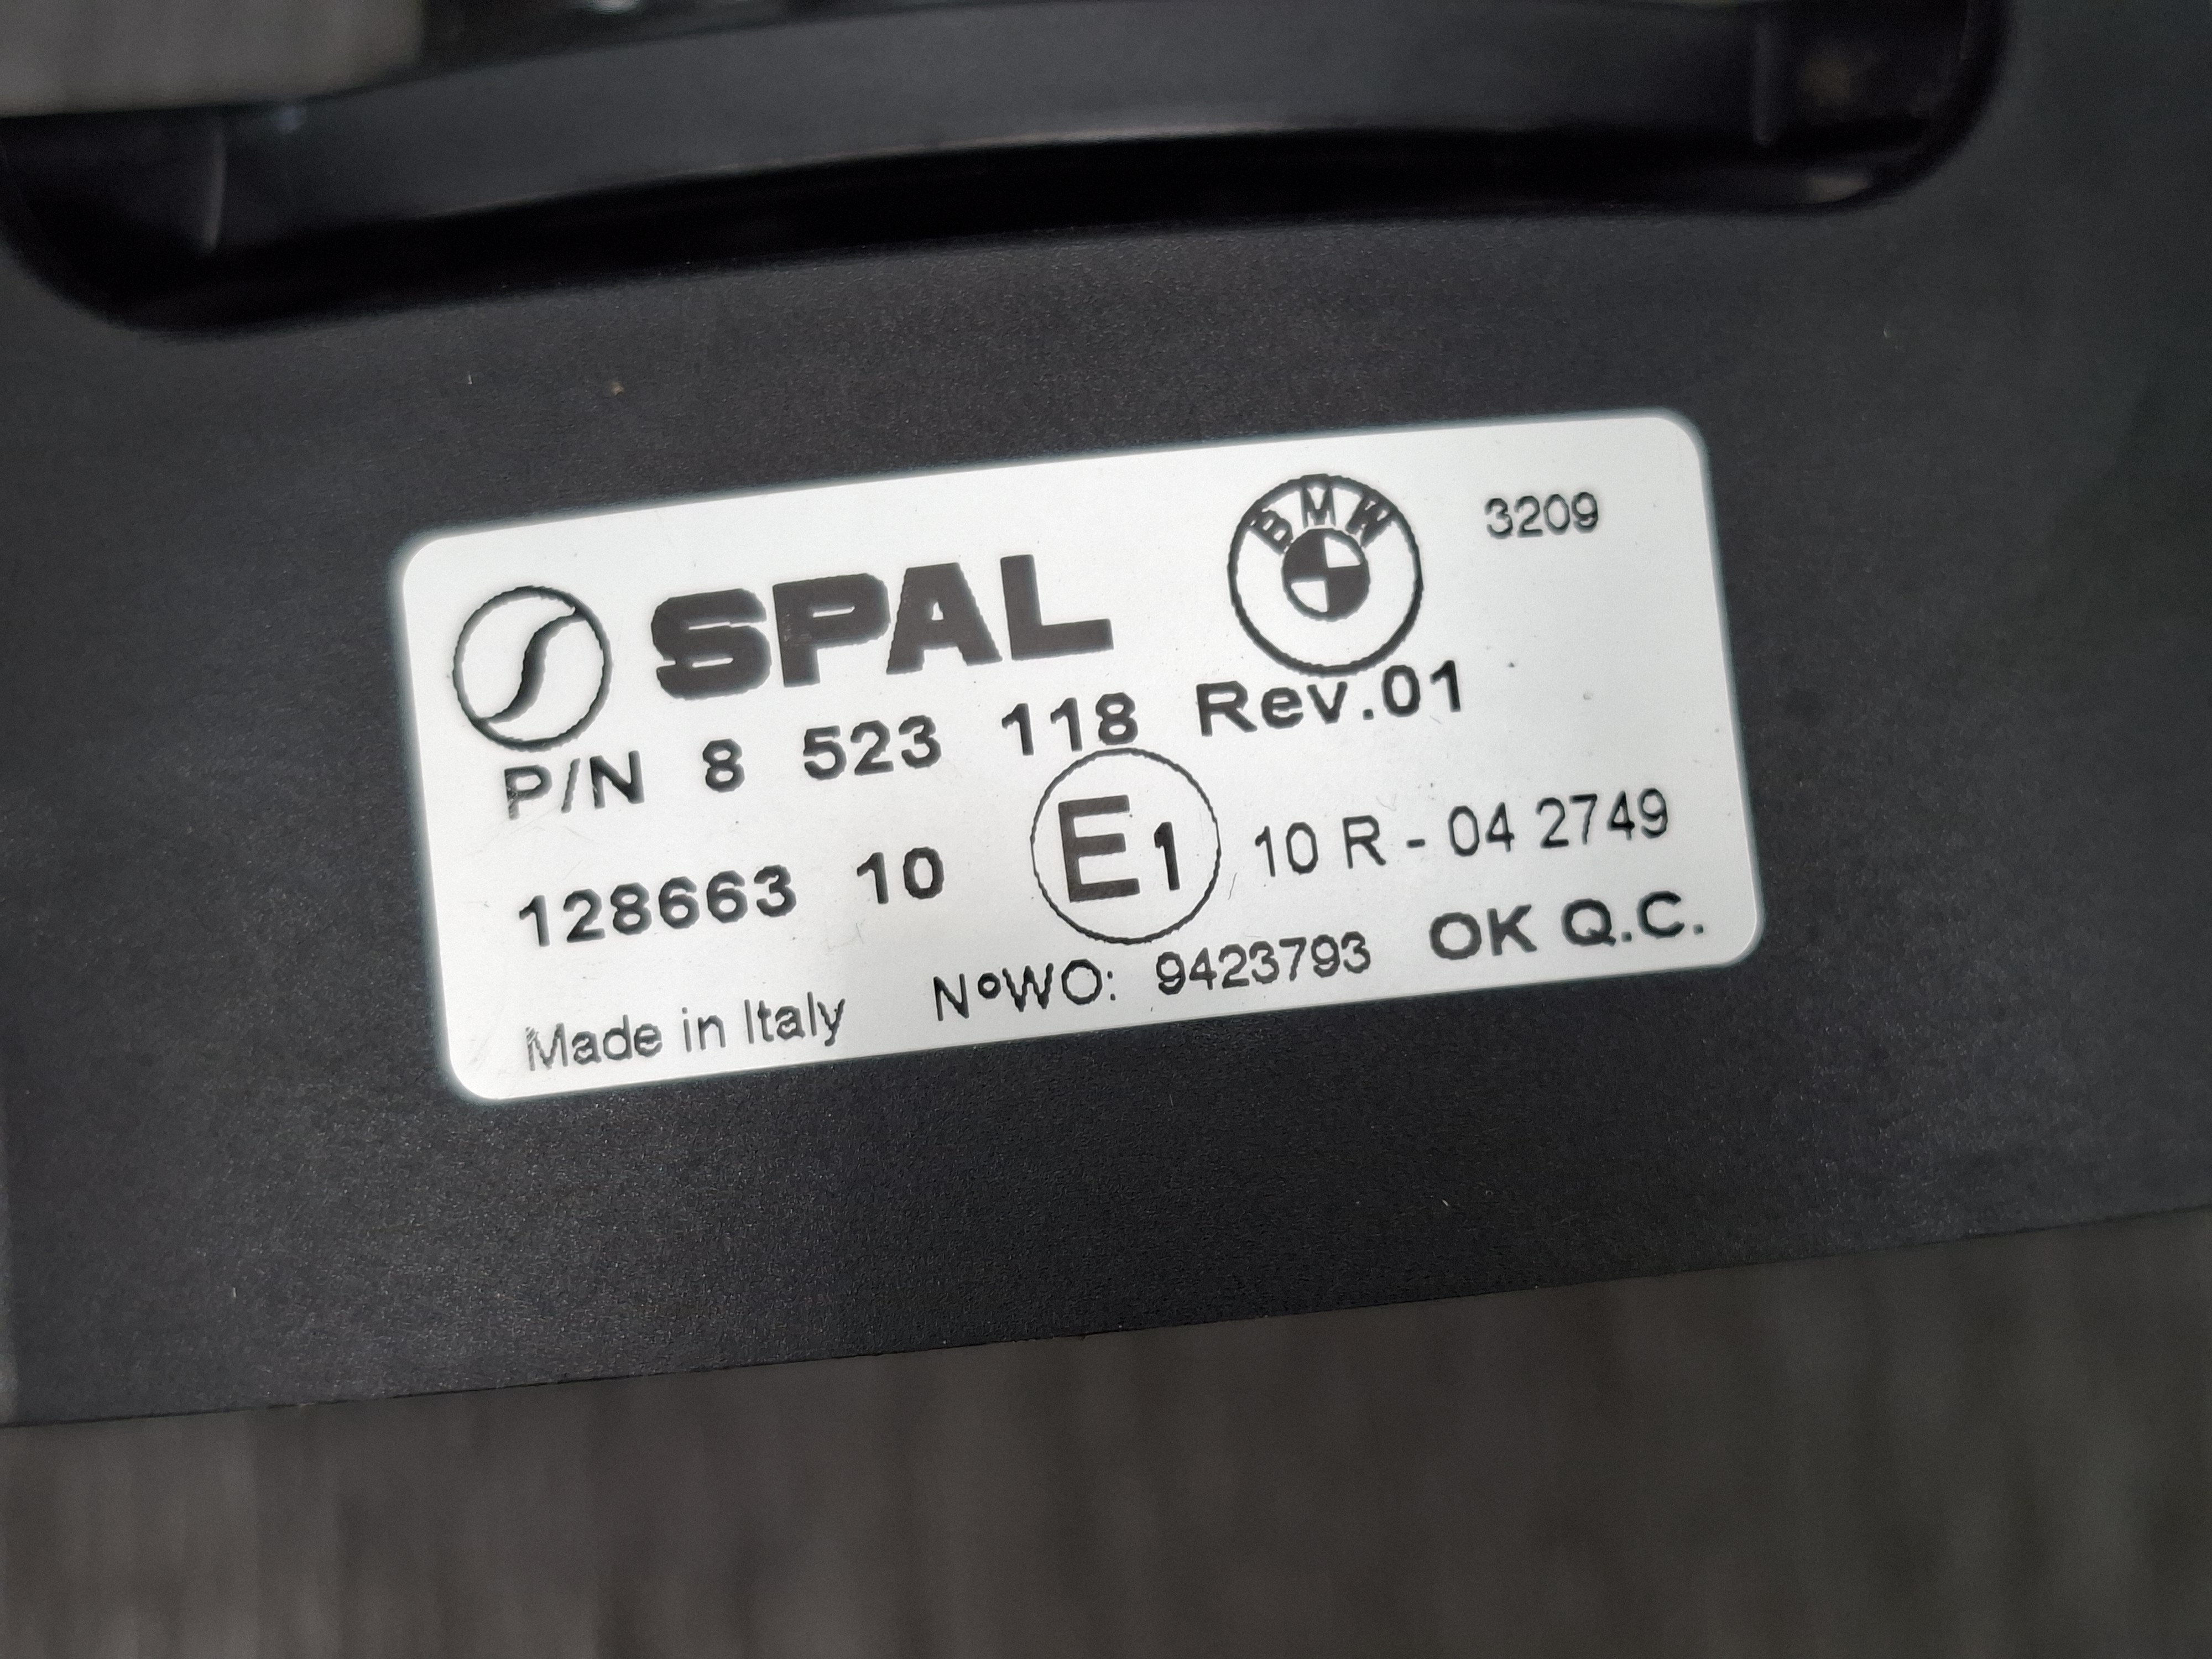 SPAL BMW 3209
P/N 8 523 118 Rev.01
128663 10 E1 10 R - 04 2749
Made in Italy N°WO: 9423793 OK Q.C.